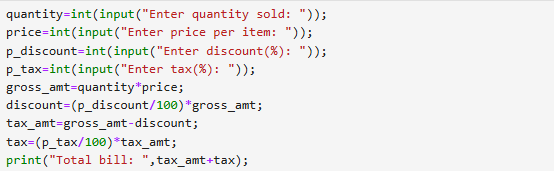 quantity=int(input("Enter quantity sold: "));
price=int(input("Enter price per item: "));
p_discount=int(input("Enter discount(%): "));
p_tax=int(input("Enter tax(%): "));
gross_amt=quantity*price;
discount=(p_discount/100)*gross_amt;
tax_amt=gross_amt-discount;
tax=(p_tax/100)*tax_amt;
print("Total bill: ",tax_amt+tax);